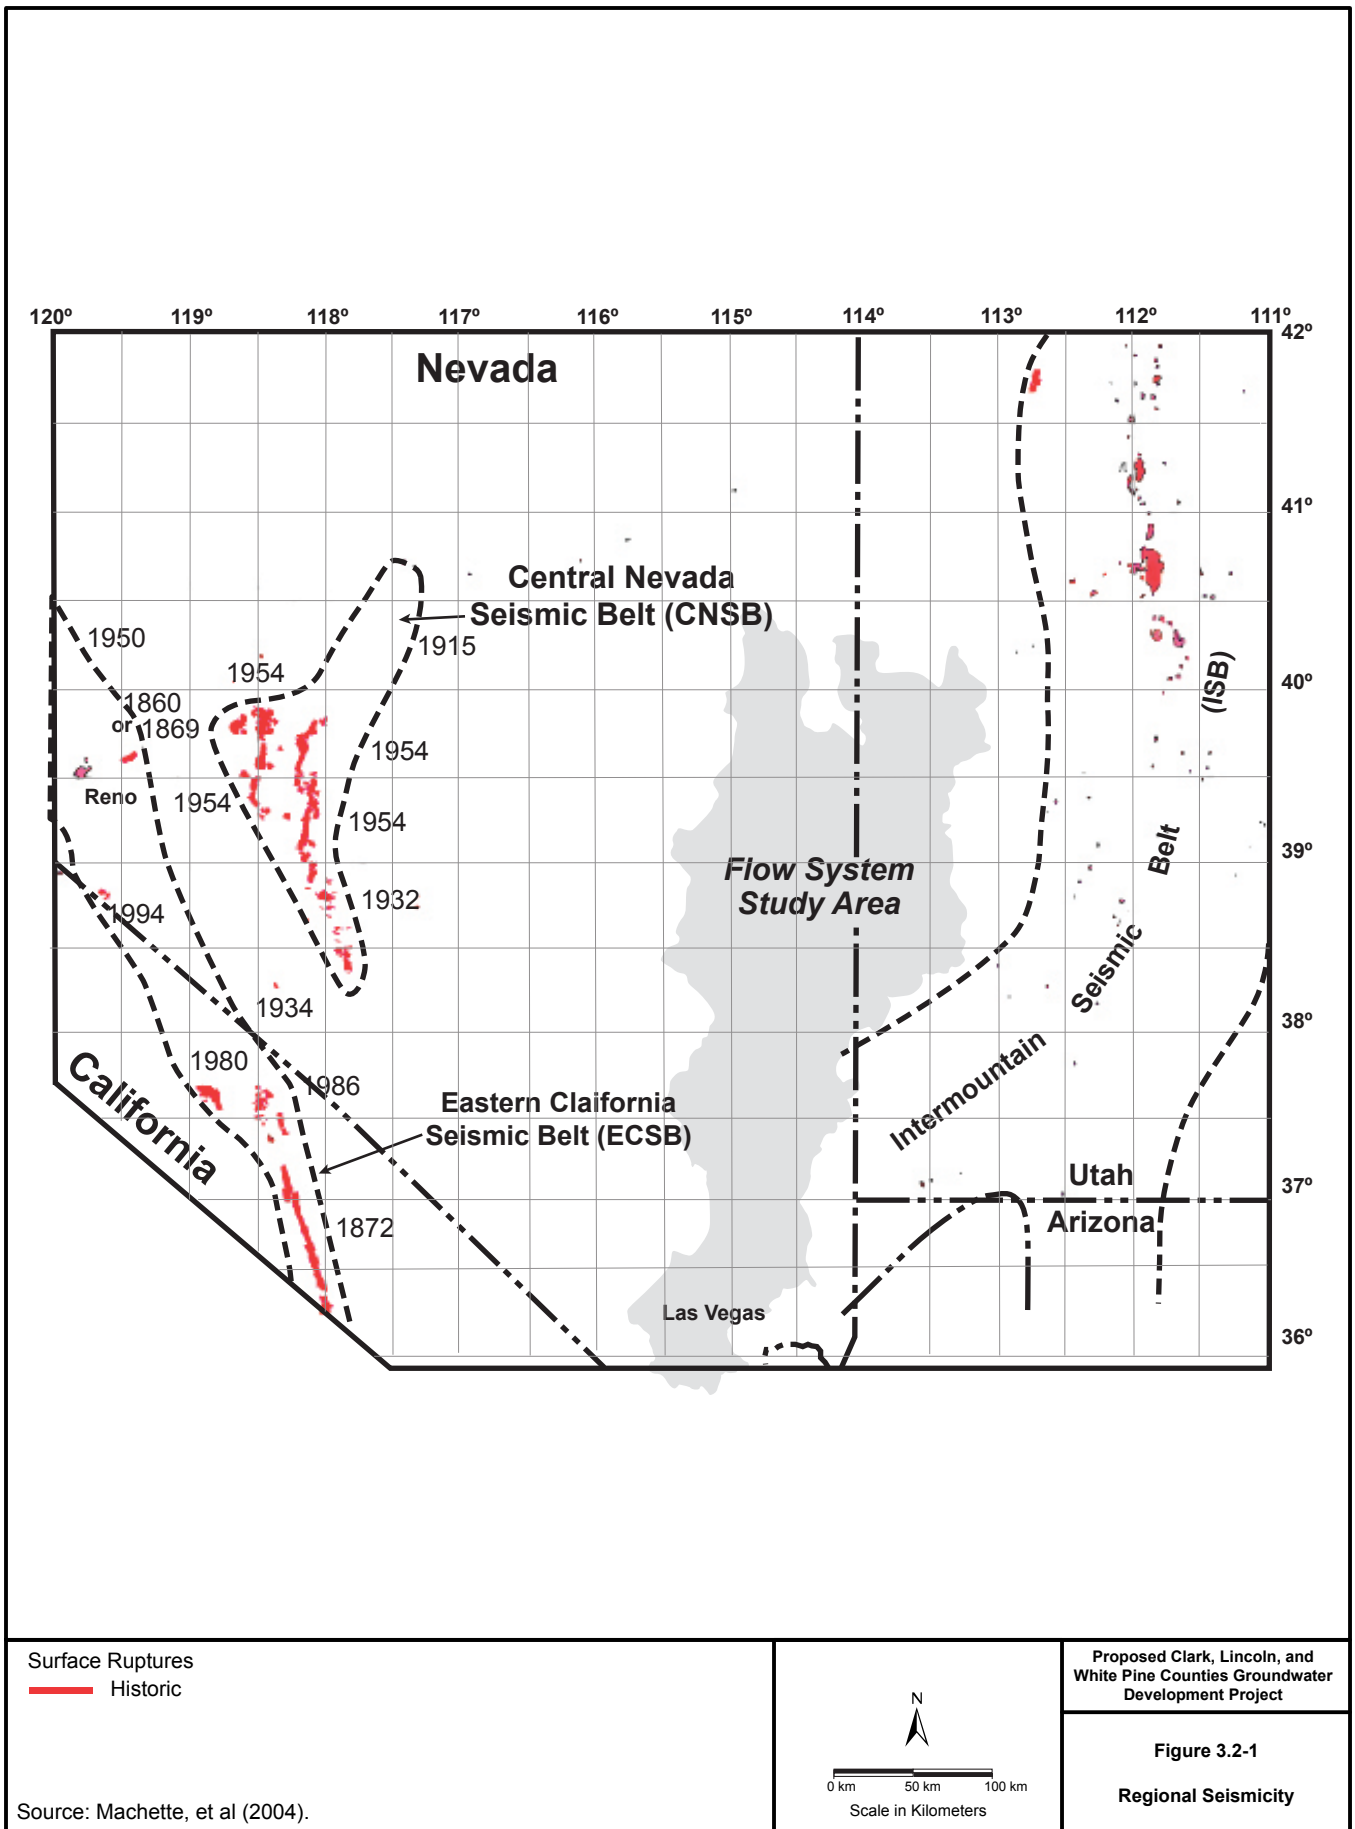 120º 119º 118º 117º 116º 115º 114º 113º 112º 111º
42º
Nevada
41º
Central Nevada
Seismic Belt (CNSB)
1950
1915
1954
(ISB)
40º
1860
or 1869
1954
Reno
1954
1954
Belt
39º
Flow System
Study Area
1932
1994
Seismic
1934
38º
1980
California
1986
Intermountain
Eastern Claifornia
Seismic Belt (ECSB)
Utah
37º
Arizona
1872
Las Vegas
36º
Surface Ruptures
Historic
Source: Machette, et al (2004).
N
0 km 50 km 100 km
Scale in Kilometers
Proposed Clark, Lincoln, and
White Pine Counties Groundwater
Development Project
Figure 3.2-1
Regional Seismicity